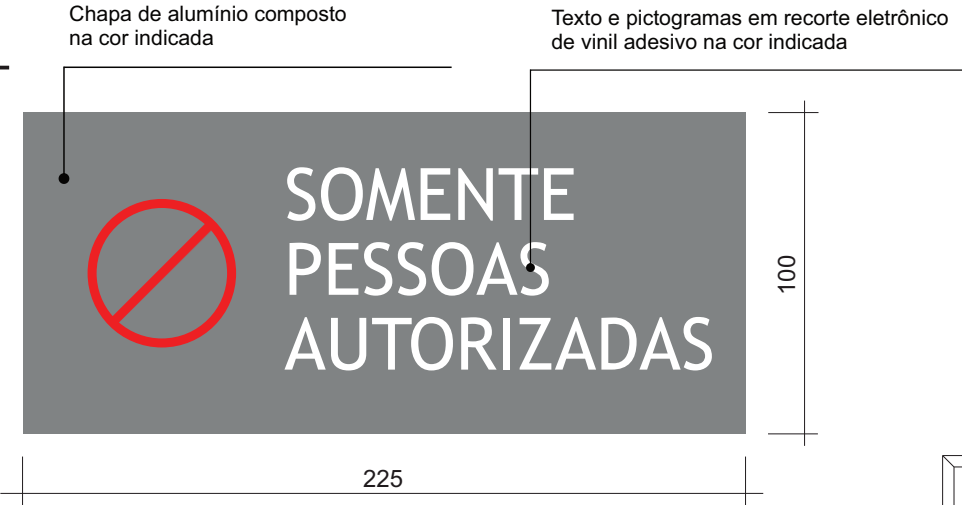 Chapa de alumínio composto
na cor indicada
Texto e pictogramas em recorte eletrônico
de vinil adesivo na cor indicada
SOMENTE
PESSOAS
AUTORIZADAS
100
225